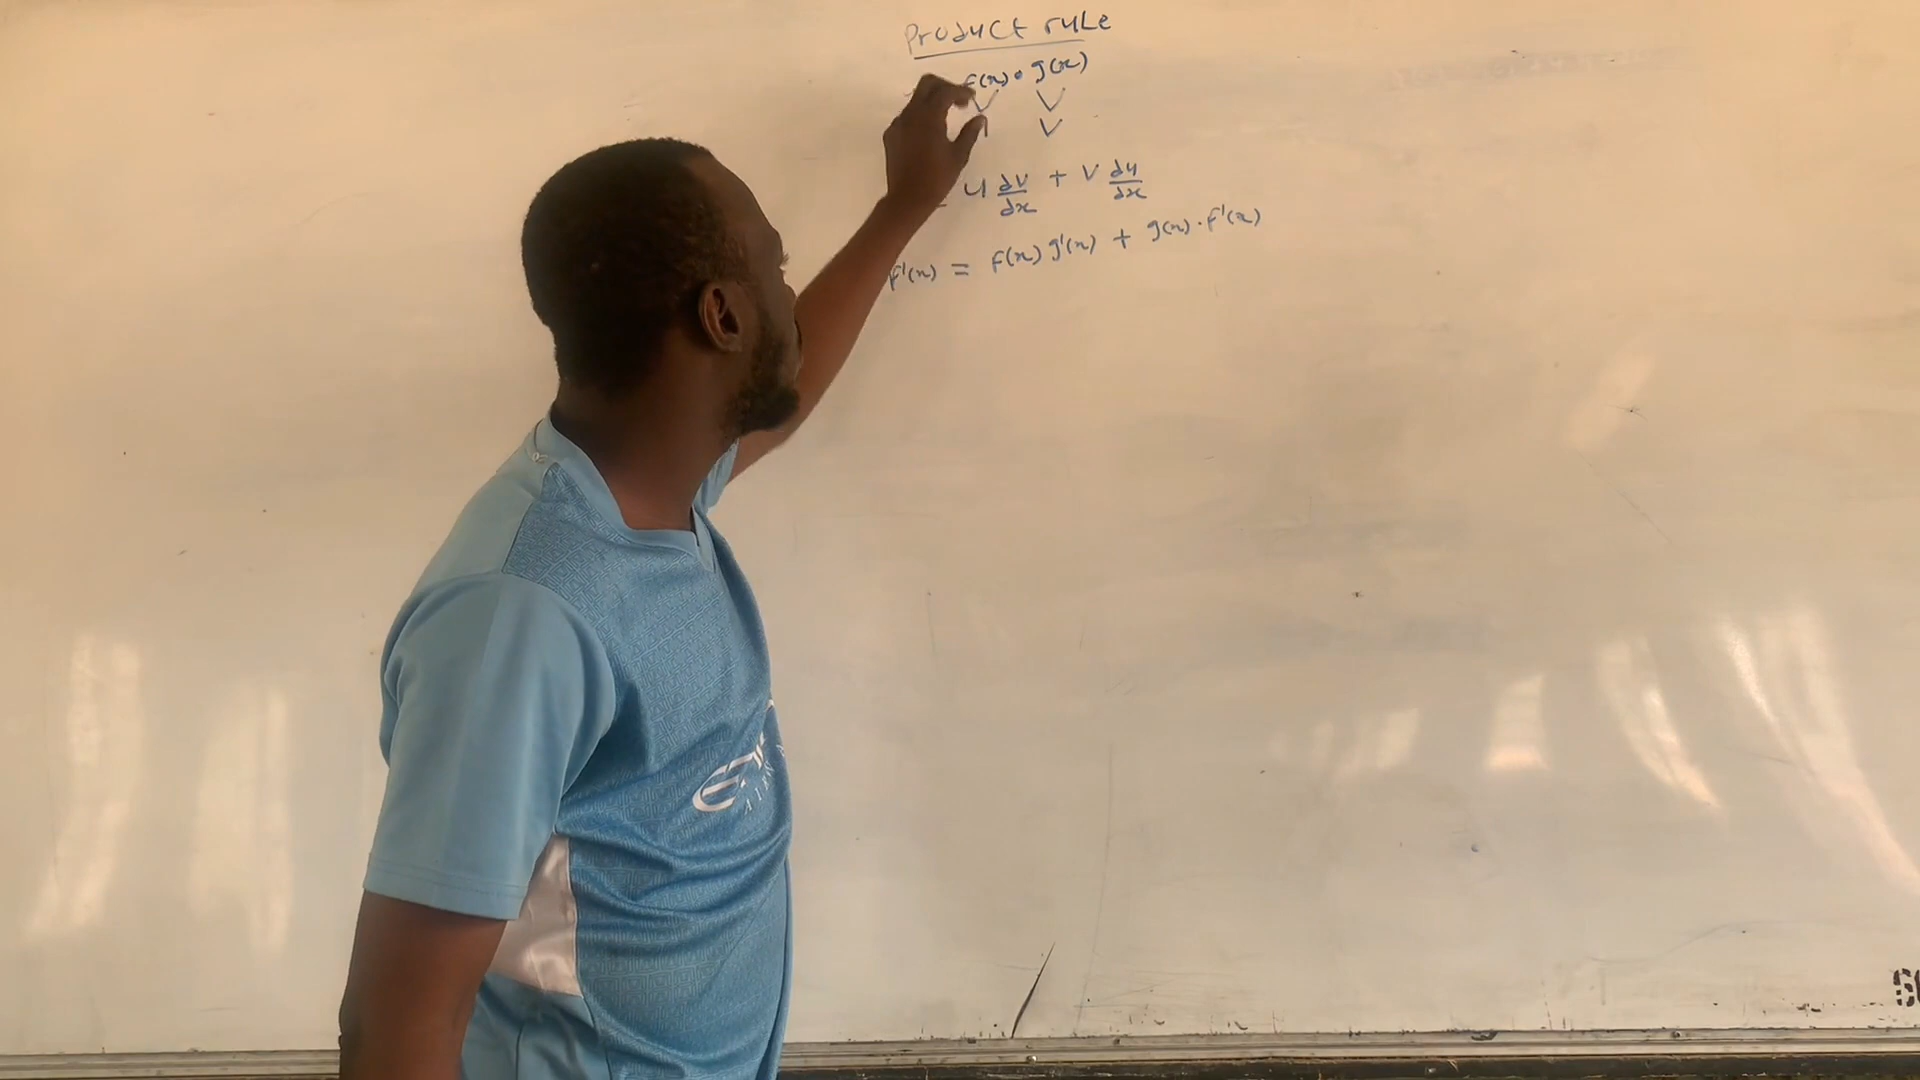 Product rule
f(x) • g(x)
V
V
u dv/dx + v du/dx
f'(x) = f(x) g'(x) + g(x) · f'(x)